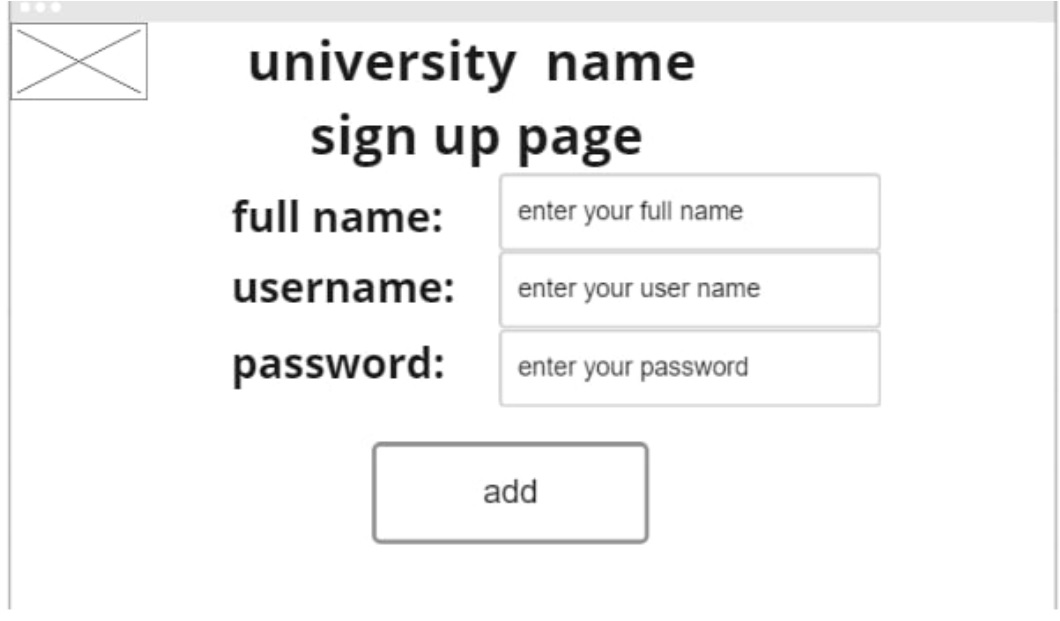 university name
sign up page
full name: enter your full name
username: enter your user name
password: enter your password
add